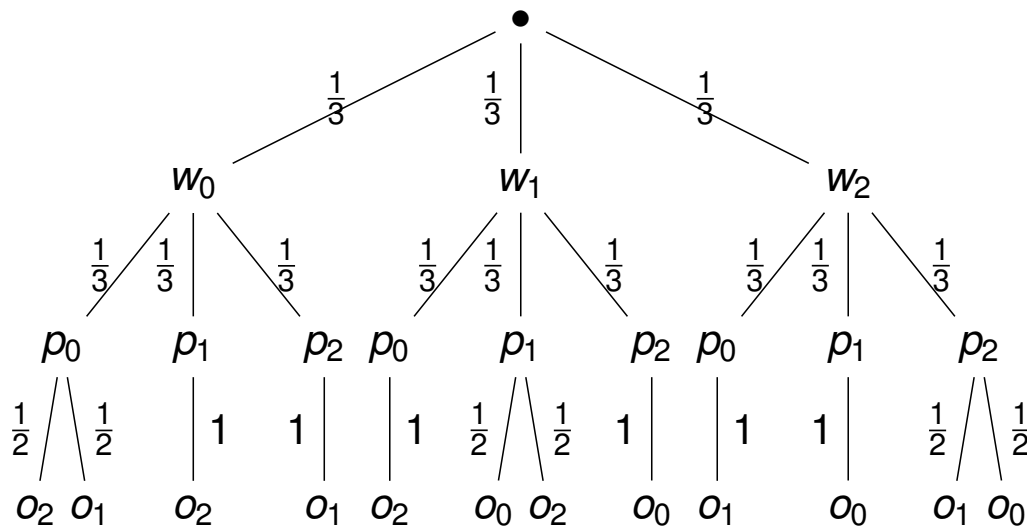 1/3 1/3 1/3
w₀ w₁ w₂
1/3 1/3 1/3 1/3 1/3 1/3 1/3 1/3 1/3
p₀ p₁ p₂ p₀ p₁ p₂ p₀ p₁ p₂
1/2 1/2 1 1 1 1/2 1/2 1 1 1 1/2 1/2
o₂ o₁ o₂ o₁ o₂ o₀ o₂ o₀ o₁ o₀ o₁ o₀